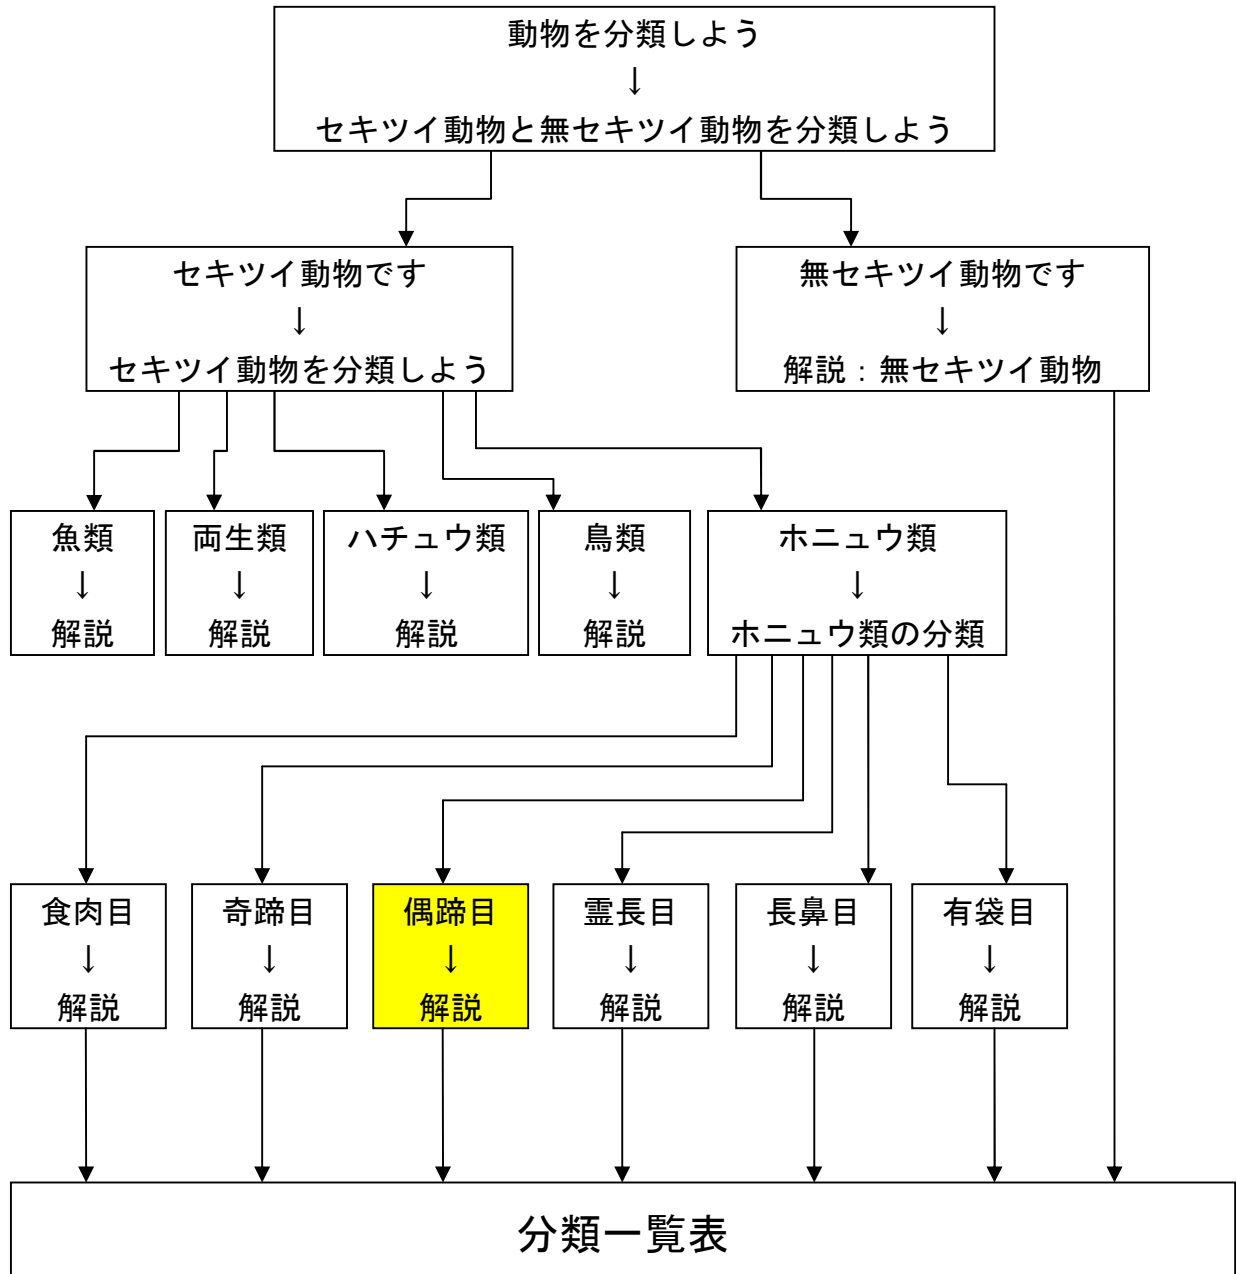 動物を分類しよう
↓
セキツイ動物と無セキツイ動物を分類しよう
セキツイ動物です
↓
セキツイ動物を分類しよう
無セキツイ動物です
↓
解説：無セキツイ動物
魚類
↓
解説
両生類
↓
解説
ハチュウ類
↓
解説
鳥類
↓
解説
ホニュウ類
↓
ホニュウ類の分類
食肉目
↓
解説
奇蹄目
↓
解説
偶蹄目
↓
解説
霊長目
↓
解説
長鼻目
↓
解説
有袋目
↓
解説
分類一覧表